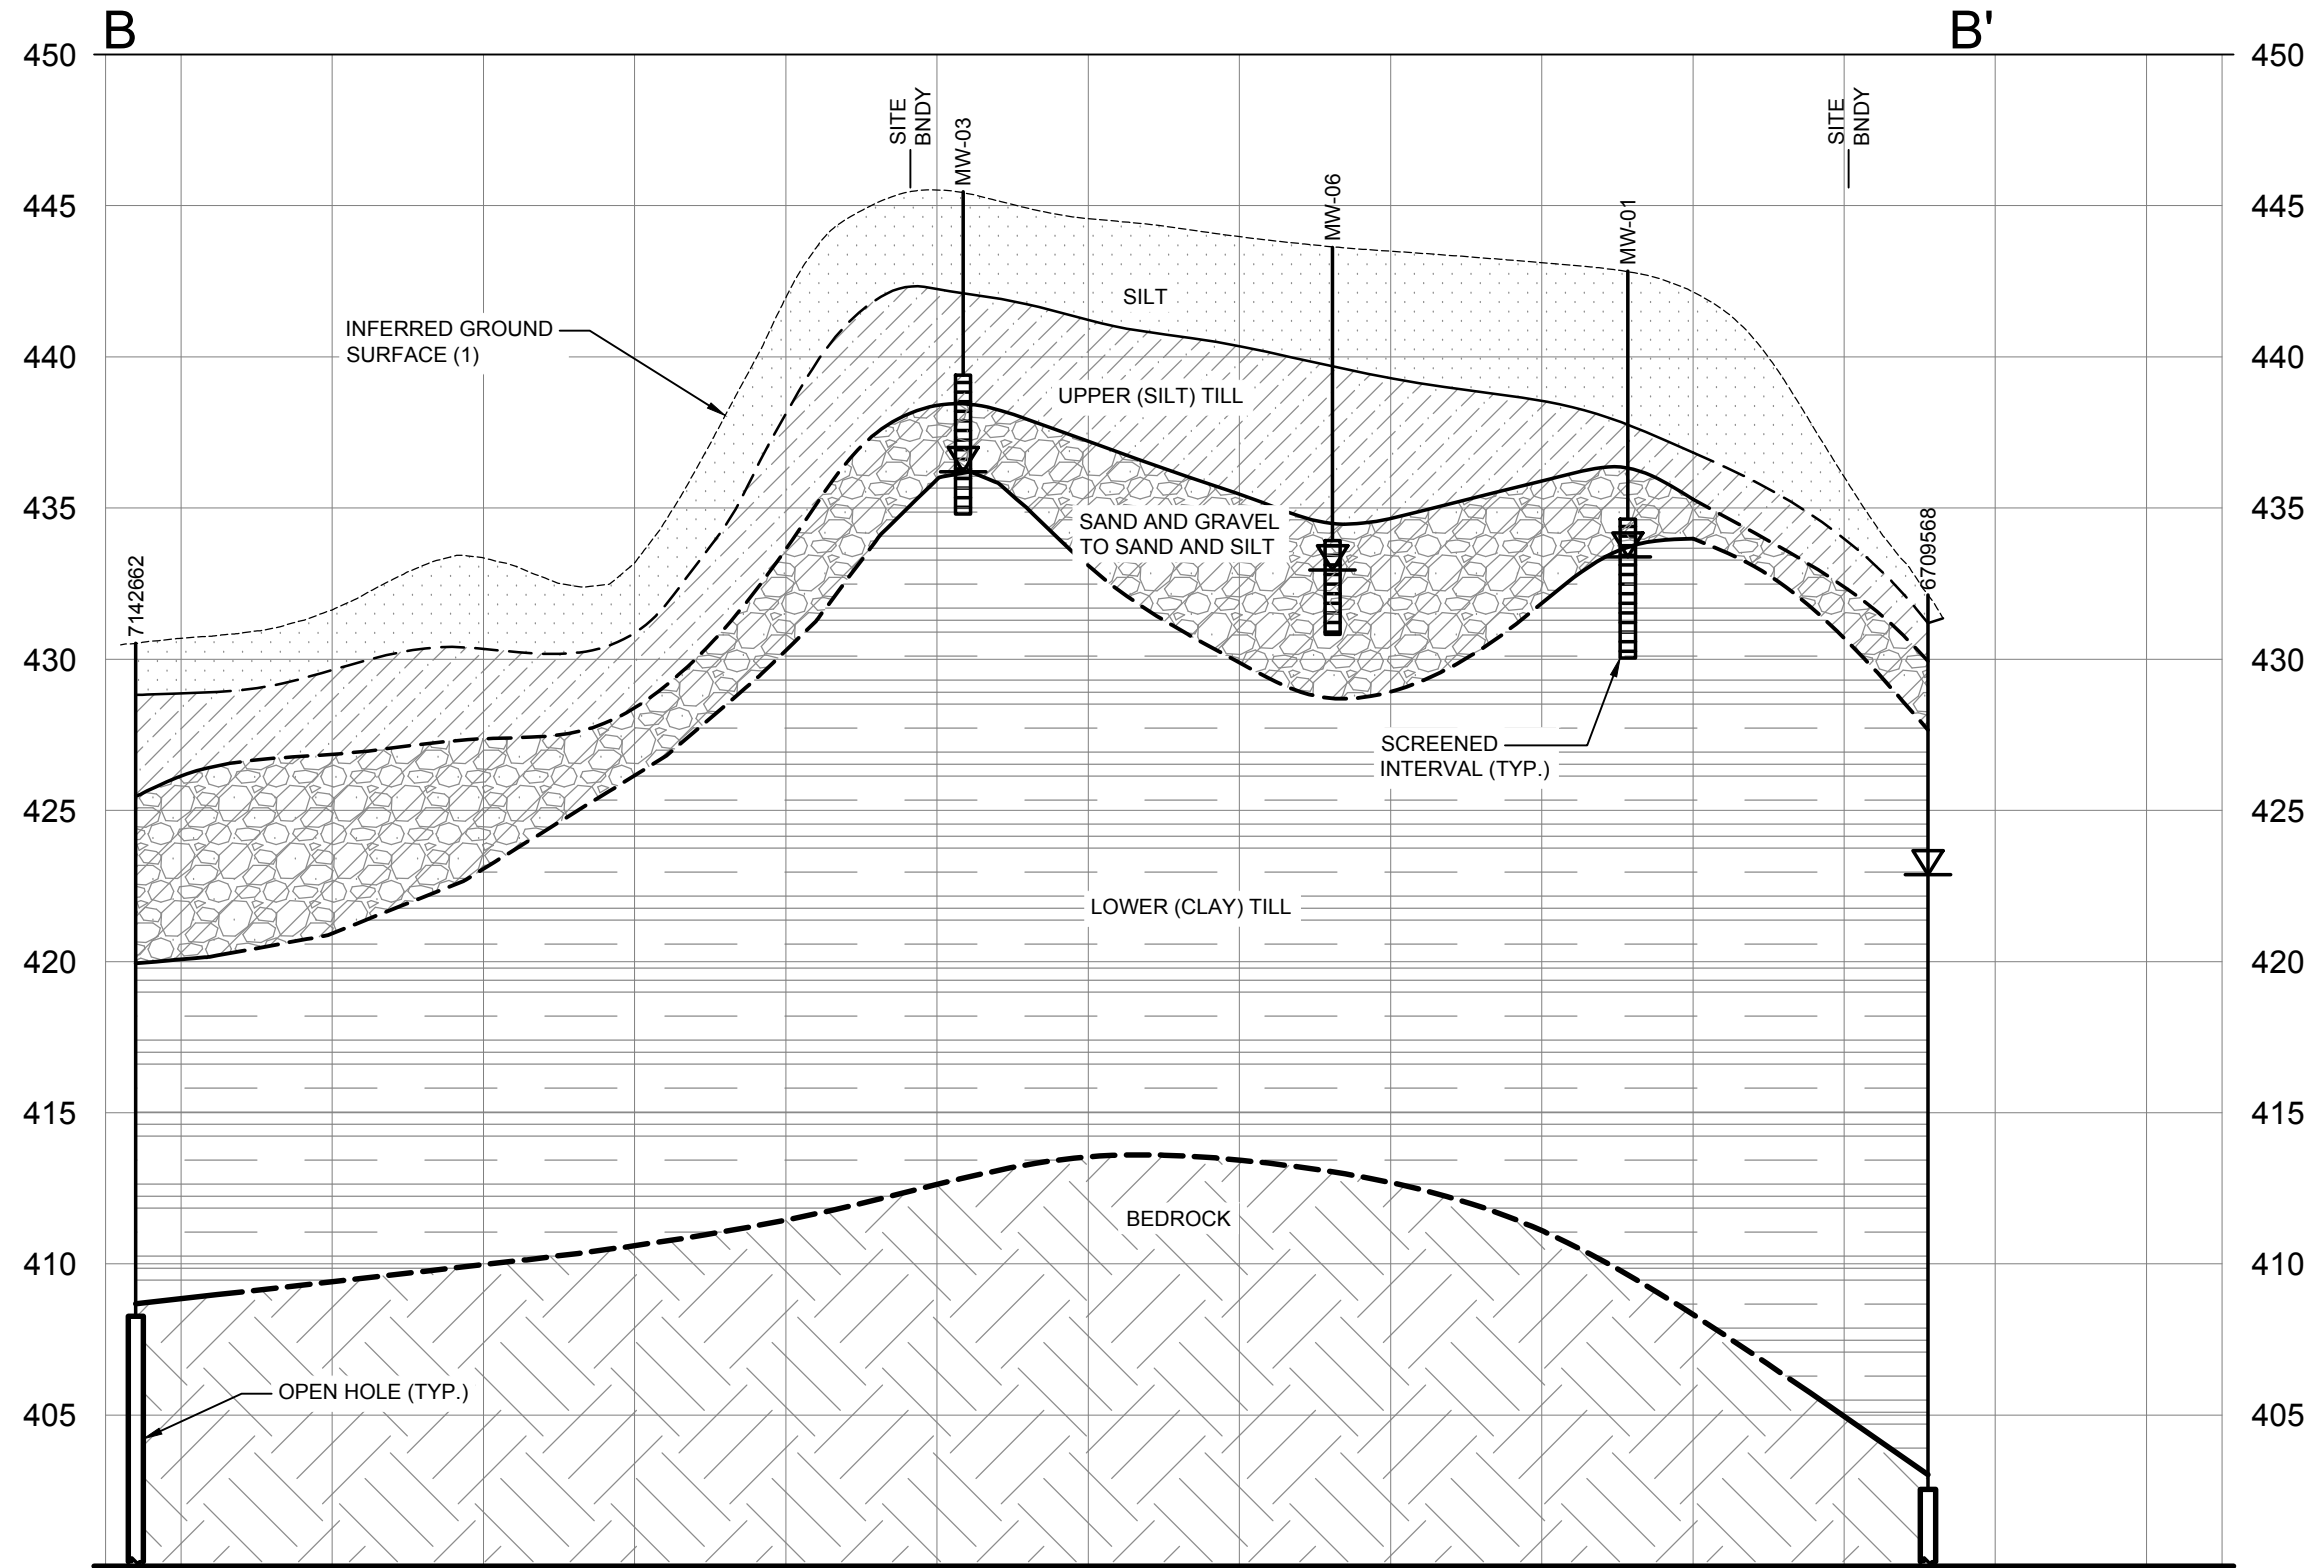 B
B'
450
450
SITE
BNDY
SITE
BNDY
MW-03
MW-06
MW-01
445
445
SILT
INFERRED GROUND
SURFACE (1)
440
440
UPPER (SILT) TILL
435
435
SAND AND GRAVEL
TO SAND AND SILT
7142662
6709568
430
430
SCREENED
INTERVAL (TYP.)
425
425
LOWER (CLAY) TILL
420
420
415
415
BEDROCK
410
410
OPEN HOLE (TYP.)
405
405